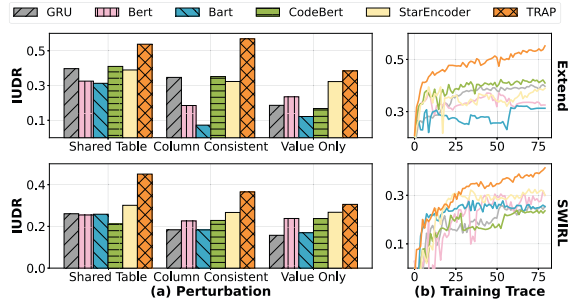 GRU Bert Bart CodeBert StarEncoder TRAP
IUDR
0.5
0.3
0.1
Shared Table Column Consistent Value Only
0.5
0.3
0 25 50 75
Extend
IUDR
0.4
0.2
0.0
Shared Table Column Consistent Value Only
(a) Perturbation
0.3
0.1
0 25 50 75
(b) Training Trace
SWIRL